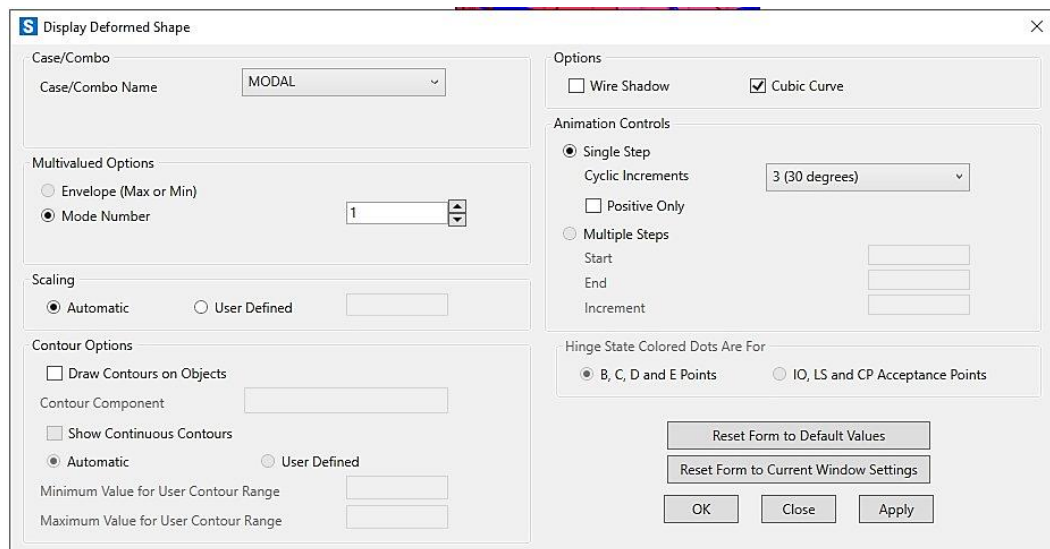 S Display Deformed Shape
Case/Combo
Case/Combo Name MODAL
Multivalued Options
Envelope (Max or Min)
Mode Number 1
Scaling
Automatic User Defined
Contour Options
Draw Contours on Objects
Contour Component
Show Continuous Contours
Automatic User Defined
Minimum Value for User Contour Range
Maximum Value for User Contour Range
Options
Wire Shadow Cubic Curve
Animation Controls
Single Step
Cyclic Increments 3 (30 degrees)
Positive Only
Multiple Steps
Start
End
Increment
Hinge State Colored Dots Are For
B, C, D and E Points IO, LS and CP Acceptance Points
Reset Form to Default Values
Reset Form to Current Window Settings
OK Close Apply